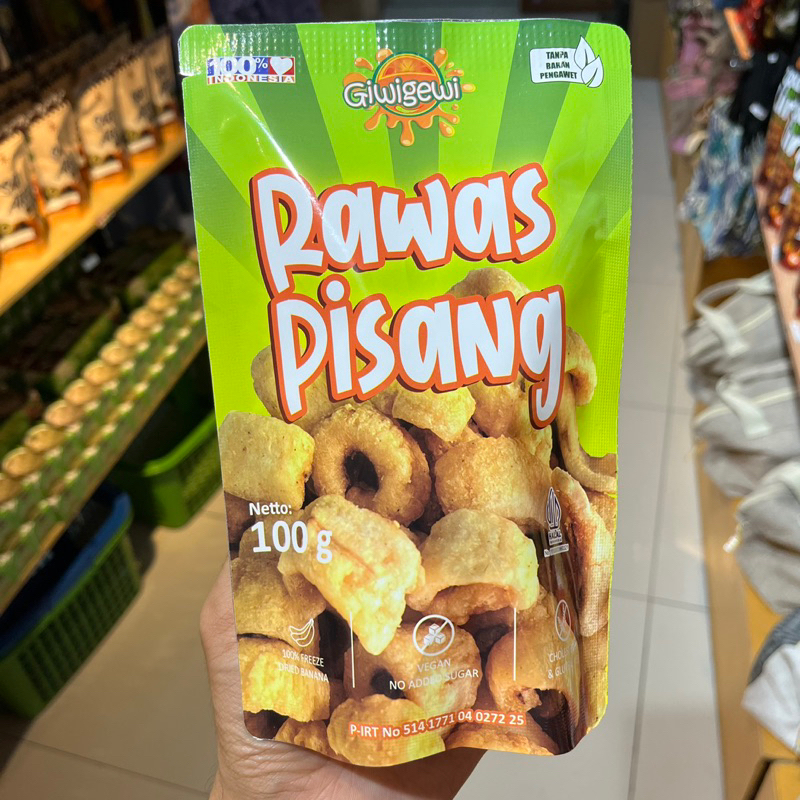 100%
INDONESIA
Giwigewi
TANPA
BAHAN
PENGAWET
Rawas
Pisang
Netto:
100 g
100% FREEZE
DRIED BANANA
VEGAN
NO ADDED SUGAR
P-IRT No 514 1771 04 0272 25